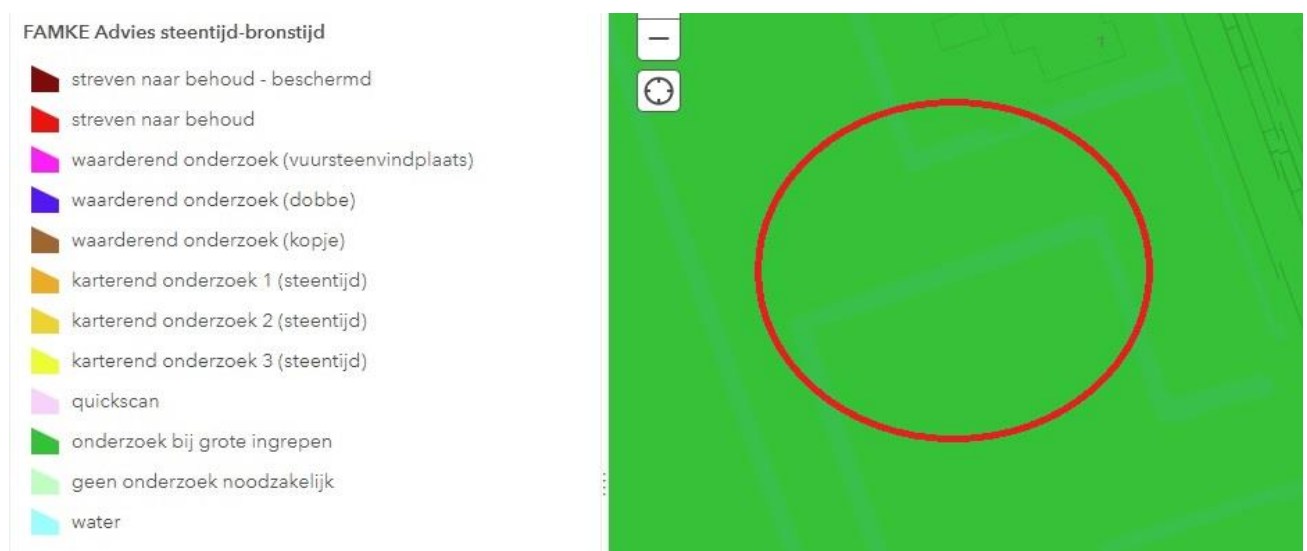 FAMKE Advies steentijd-bronstijd
streven naar behoud - beschermd
streven naar behoud
waarderend onderzoek (vuursteenvindplaats)
waarderend onderzoek (dobbe)
waarderend onderzoek (kopje)
karterend onderzoek 1 (steentijd)
karterend onderzoek 2 (steentijd)
karterend onderzoek 3 (steentijd)
quickscan
onderzoek bij grote ingrepen
geen onderzoek noodzakelijk
water